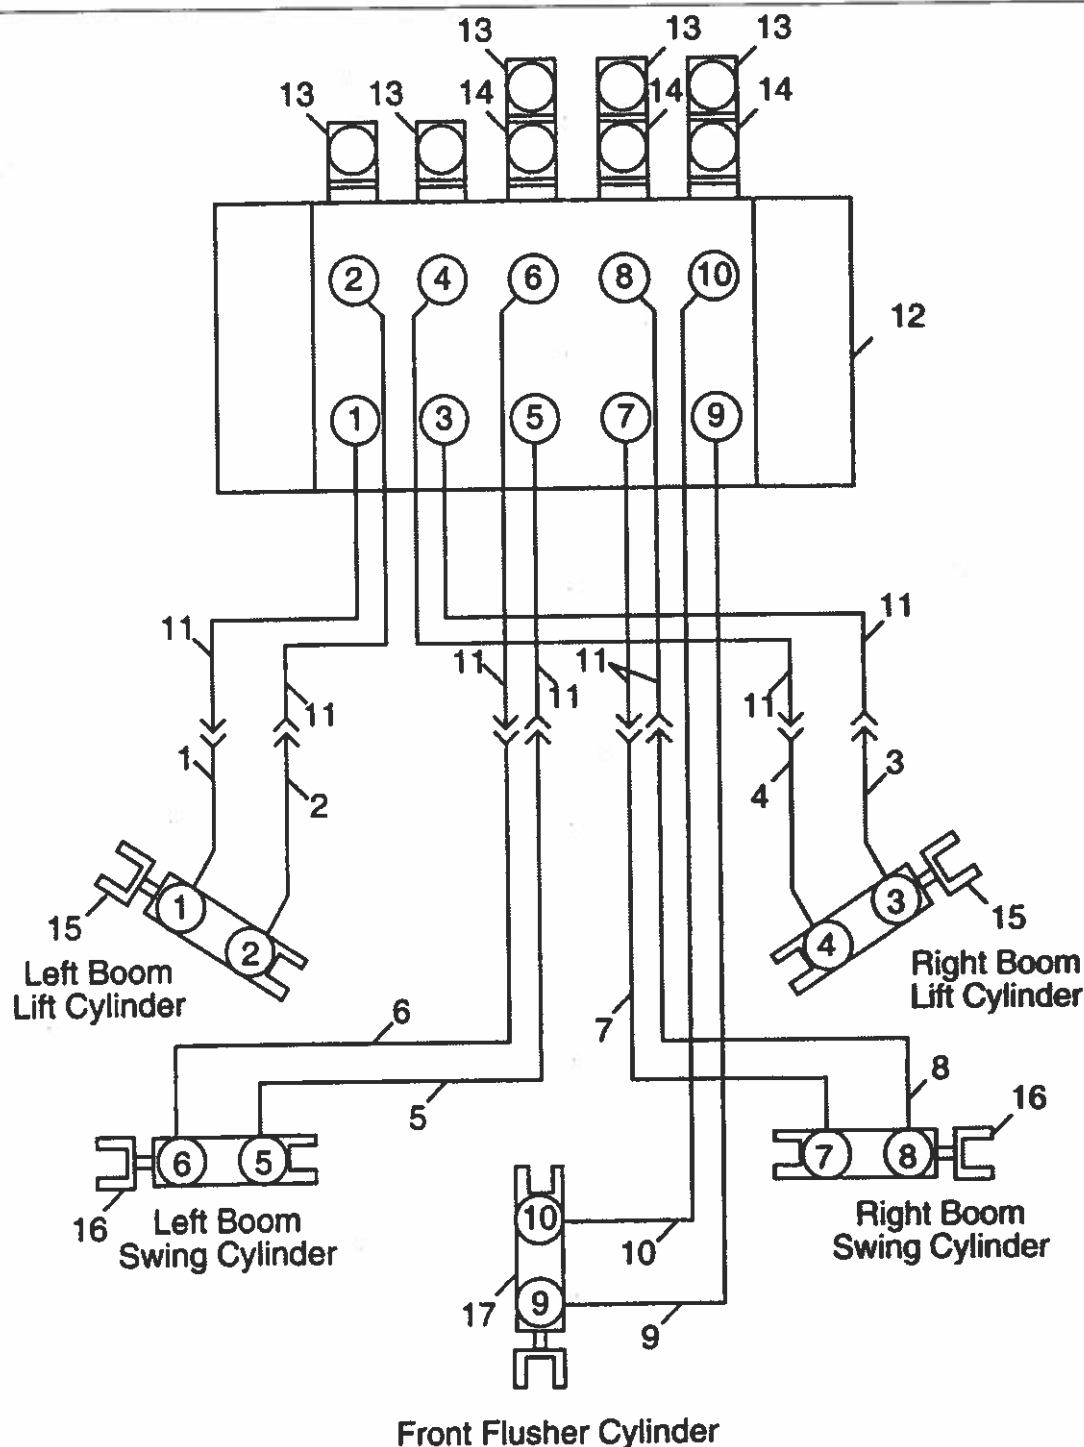 13 13 13
13 13 14 14 14
2 4 6 8 10
12
1 3 5 7 9
11 11
11 11 11 11 11
1 2 4 3
1 2 3 4
15 15
Left Boom
Lift Cylinder
Right Boom
Lift Cylinder
6 7
5 8
16 16
6 5 7 8
Left Boom
Swing Cylinder
Right Boom
Swing Cylinder
10 10
17 9 9
Front Flusher Cylinder